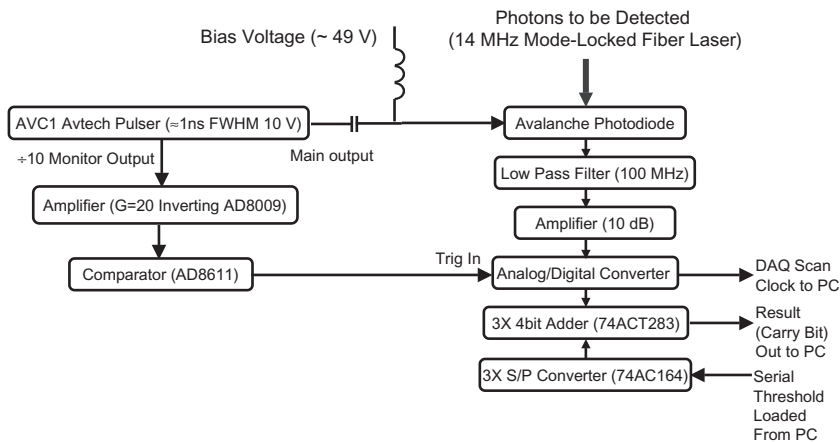 Photons to be Detected
(14 MHz Mode-Locked Fiber Laser)
Bias Voltage (~ 49 V)
AVC1 Avtech Pulser (≈1ns FWHM 10 V)
Main output
Avalanche Photodiode
÷10 Monitor Output
Low Pass Filter (100 MHz)
Amplifier (G=20 Inverting AD8009)
Amplifier (10 dB)
Comparator (AD8611)
Trig In
Analog/Digital Converter
DAQ Scan
Clock to PC
3X 4bit Adder (74ACT283)
Result
(Carry Bit)
Out to PC
3X S/P Converter (74AC164)
Serial
Threshold
Loaded
From PC